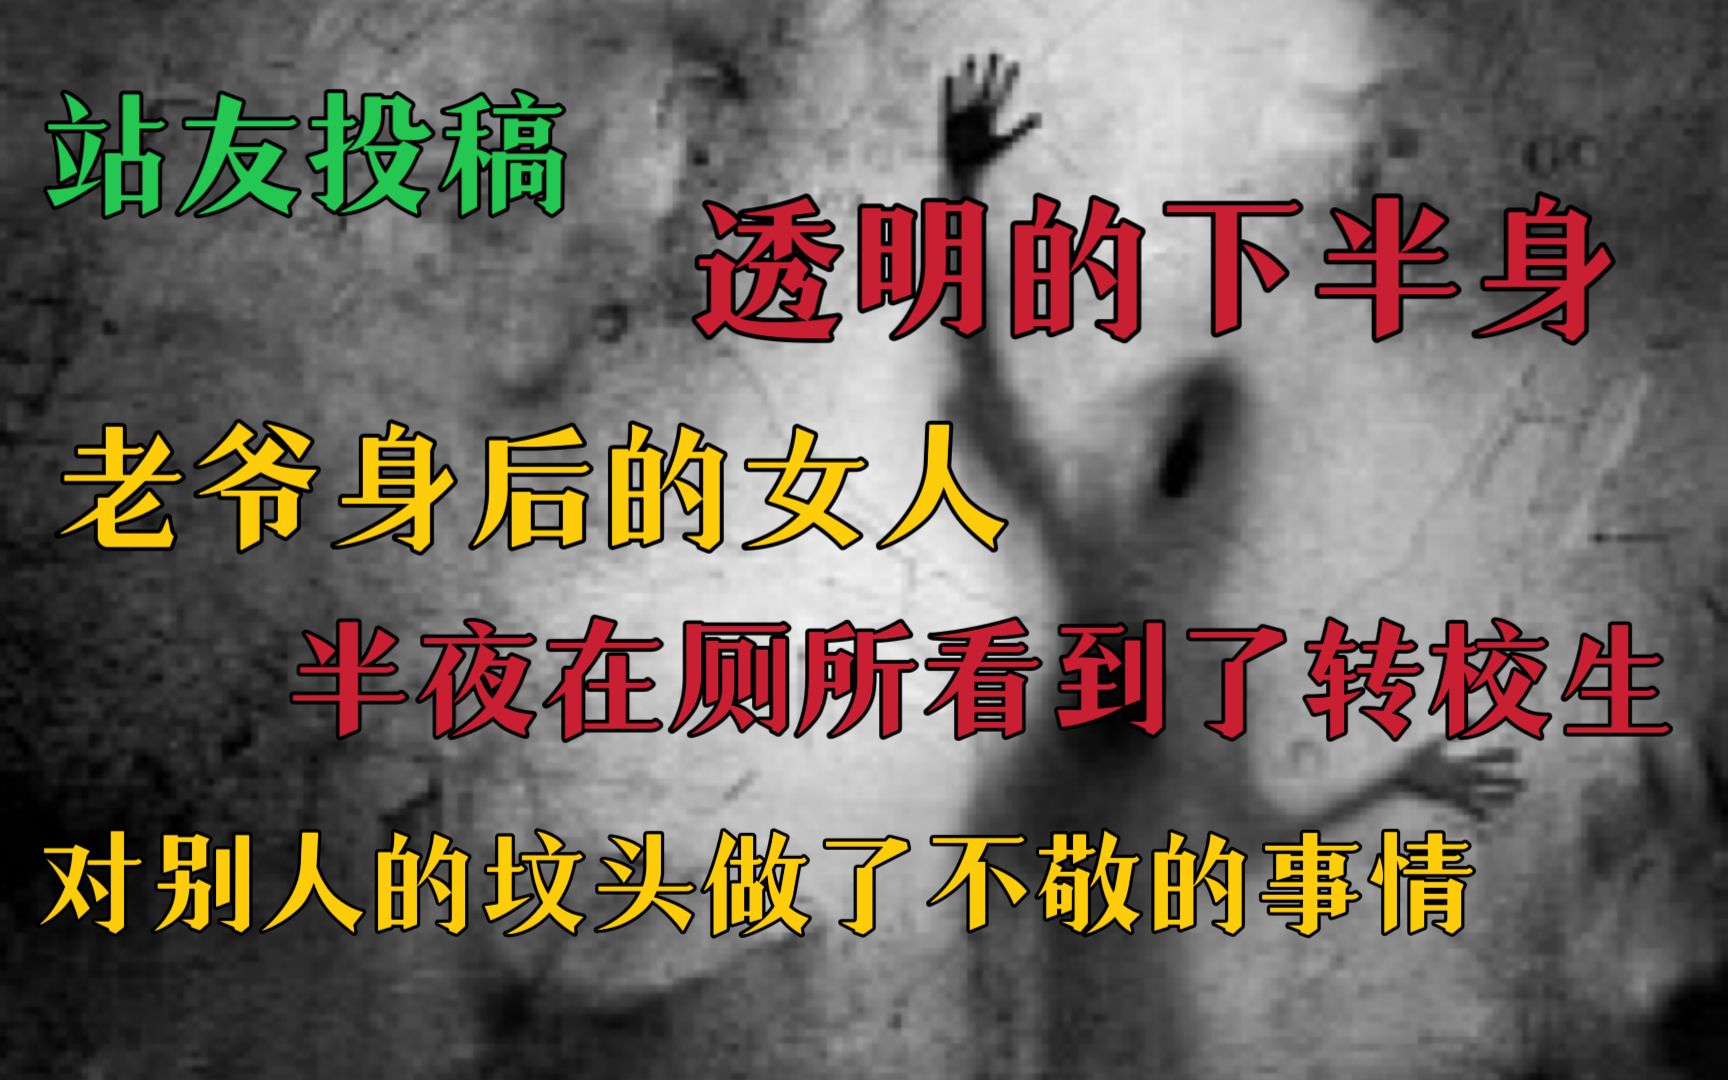 站友投稿
透明的下半身
老爷身后的女人
半夜在厕所看到了转校生
对别人的坟头做了不敬的事情